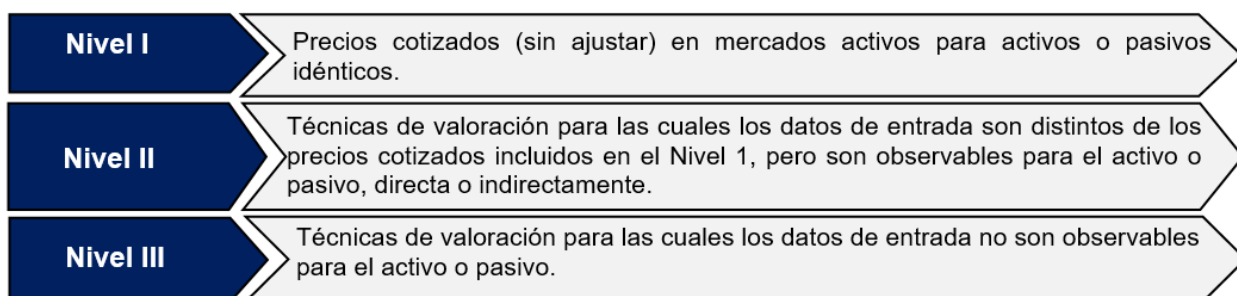 Nivel I
Precios cotizados (sin ajustar) en mercados activos para activos o pasivos
idénticos.
Nivel II
Técnicas de valoración para las cuales los datos de entrada son distintos de los
precios cotizados incluidos en el Nivel 1, pero son observables para el activo o
pasivo, directa o indirectamente.
Nivel III
Técnicas de valoración para las cuales los datos de entrada no son observables
para el activo o pasivo.